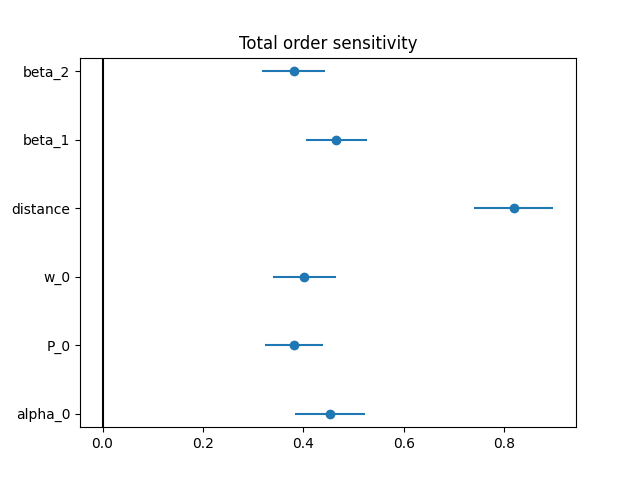 Total order sensitivity
beta_2
beta_1
distance
w_0
P_0
alpha_0
0.0 0.2 0.4 0.6 0.8